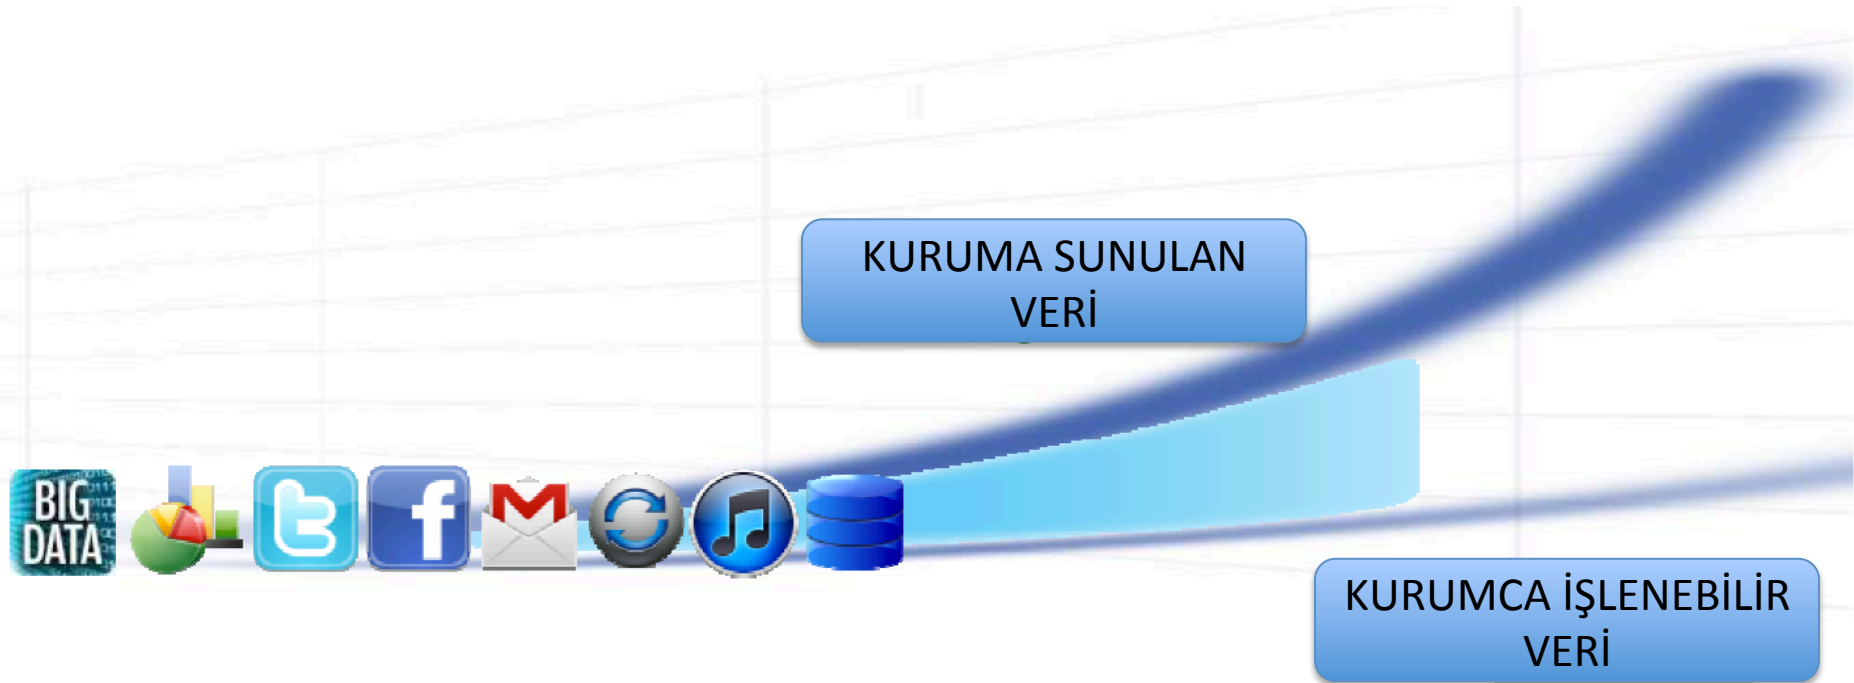 KURUMA SUNULAN
VERİ
BIG
DATA
KURUMCA İŞLENEBİLİR
VERİ